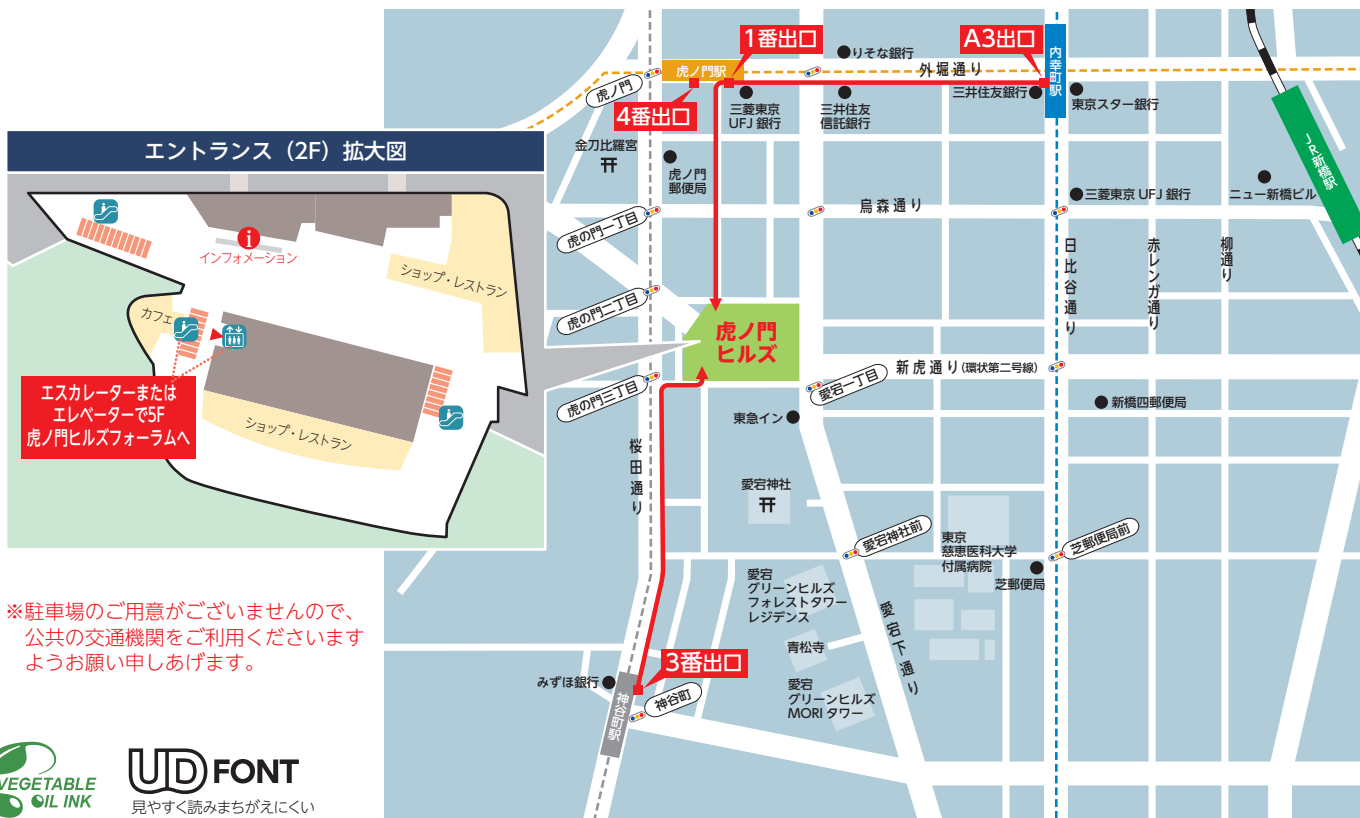 エントランス（2F）拡大図
インフォメーション
ショップ・レストラン
カフェ
ショップ・レストラン
エスカレーターまたは
エレベーターで5F
虎ノ門ヒルズフォーラムへ
※駐車場のご用意がございませんので、
公共の交通機関をご利用くださいます
ようお願い申しあげます。
VEGETABLE
OIL INK
UD FONT
見やすく読みまちがえにくい
1番出口
A3出口
りそな銀行
内幸町駅
外堀通り
虎ノ門駅
虎ノ門
4番出口
三菱東京
UFJ 銀行
三井住友
信託銀行
三井住友銀行
東京スター銀行
JR新橋駅
金刀比羅宮
虎ノ門
郵便局
三菱東京 UFJ 銀行
ニュー新橋ビル
烏森通り
虎の門一丁目
日比谷通り
赤レンガ通り
柳通り
虎の門二丁目
虎ノ門
ヒルズ
新虎通り(環状第二号線)
虎の門三丁目
愛宕一丁目
新橋四郵便局
東急イン
桜田通り
愛宕神社
愛宕神社前
東京
慈恵医科大学
付属病院
芝郵便局前
芝郵便局
愛宕
グリーンヒルズ
フォレストタワー
レジデンス
愛宕下通り
青松寺
3番出口
みずほ銀行
神谷町
神谷町駅
愛宕
グリーンヒルズ
MORI タワー